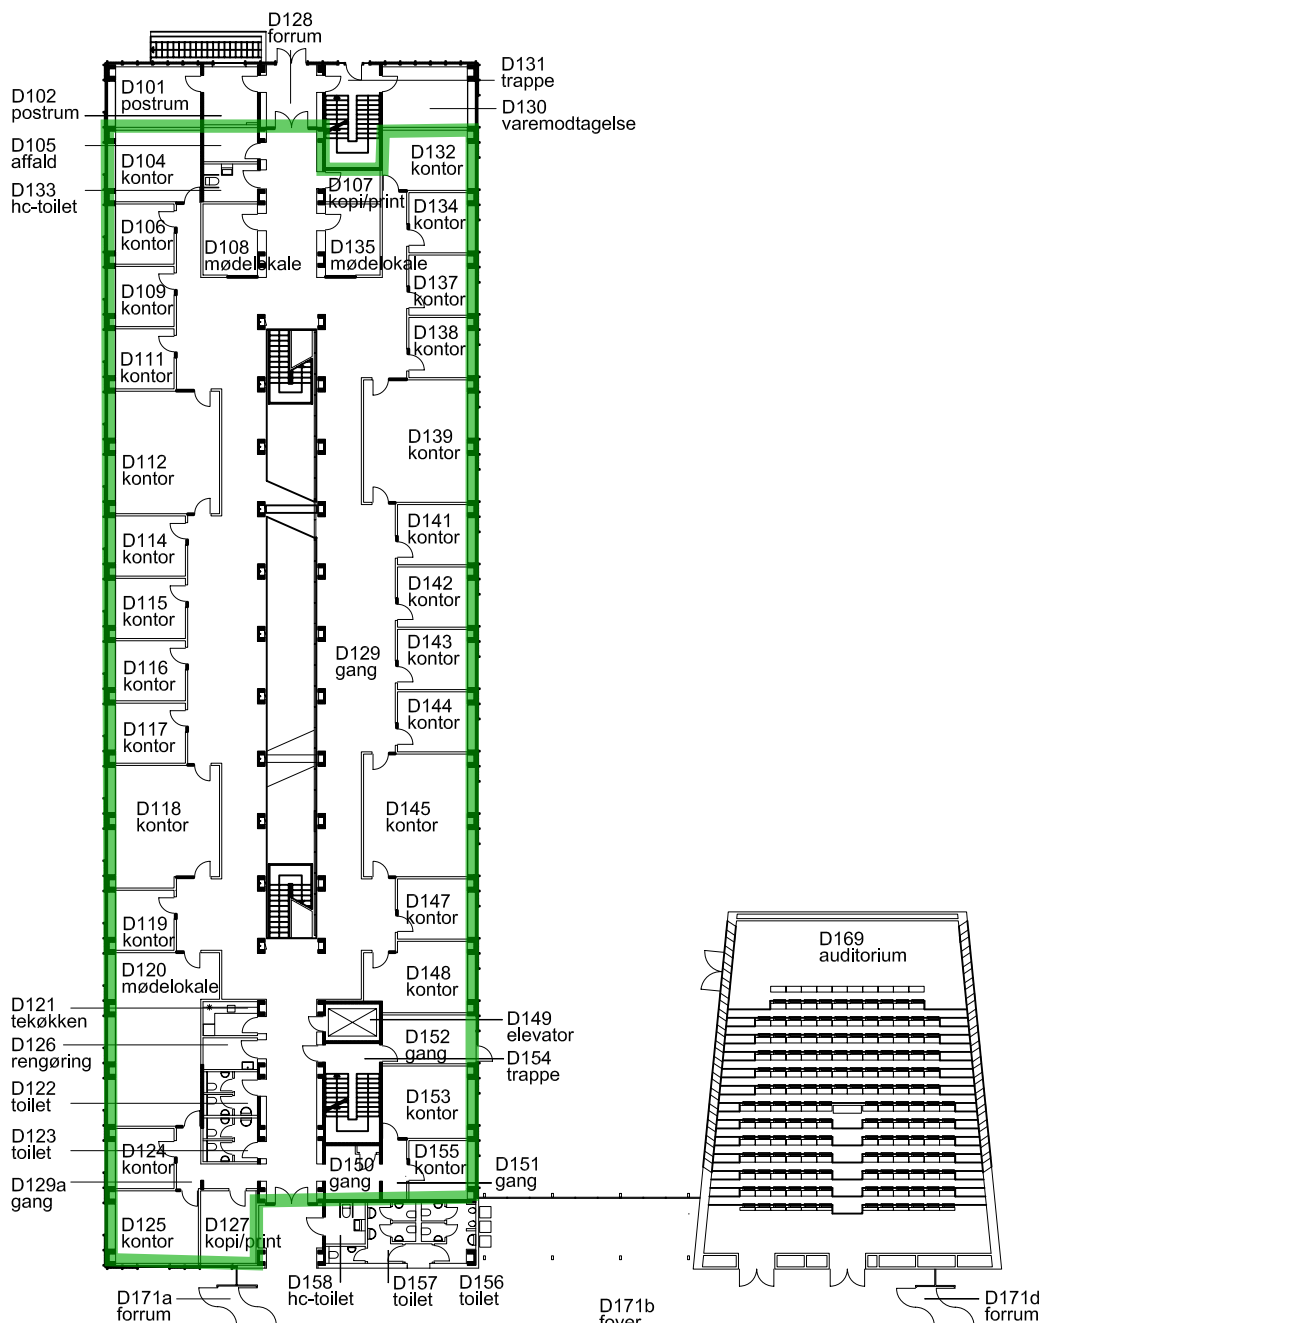 D128
forrum
D131
trappe
D101
postrum
D102
postrum
D130
varemodtagelse
D105
affald
D104
kontor
D132
kontor
D133
hc-toilet
D107
kopi/print
D134
kontor
D106
kontor
D108
mødelokale
D135
mødelokale
D109
kontor
D137
kontor
D138
kontor
D111
kontor
D139
kontor
D112
kontor
D141
kontor
D114
kontor
D142
kontor
D115
kontor
D143
kontor
D129
gang
D116
kontor
D144
kontor
D117
kontor
D118
kontor
D145
kontor
D147
kontor
D119
kontor
D169
auditorium
D120
mødelokale
D148
kontor
D121
tekøkken
D149
elevator
D152
gang
D126
rengøring
D154
trappe
D122
toilet
D153
kontor
D123
toilet
D124
kontor
D155
kontor
D150
gang
D151
gang
D129a
gang
D125
kontor
D127
kopi/print
D158
hc-toilet
D157
toilet
D156
toilet
D171a
forrum
D171b
foyer
D171d
forrum